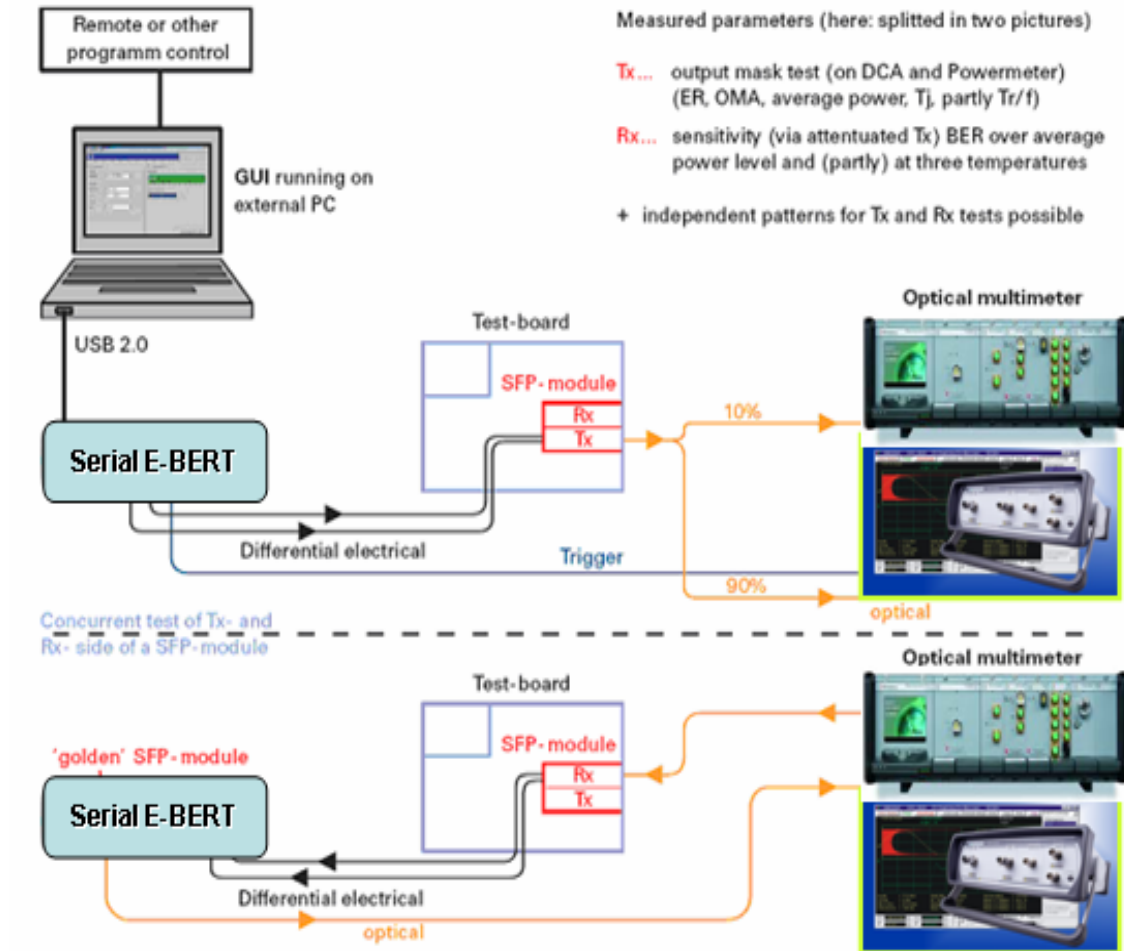 Remote or other
programm control
Measured parameters (here: splitted in two pictures)
Tx... output mask test (on DCA and Powermeter)
(ER, OMA, average power, Tj, partly Tr/f)
Rx... sensitivity (via attentuated Tx) BER over average
power level and (partly) at three temperatures
+ independent patterns for Tx and Rx tests possible
GUI running on
external PC
USB 2.0
Optical multimeter
Test-board
SFP-module
Rx
Tx
10%
Serial E-BERT
Differential electrical
Trigger
90%
optical
Concurrent test of Tx- and
Rx- side of a SFP-module
Optical multimeter
Test-board
'golden' SFP-module
SFP-module
Rx
Tx
Serial E-BERT
Differential electrical
optical